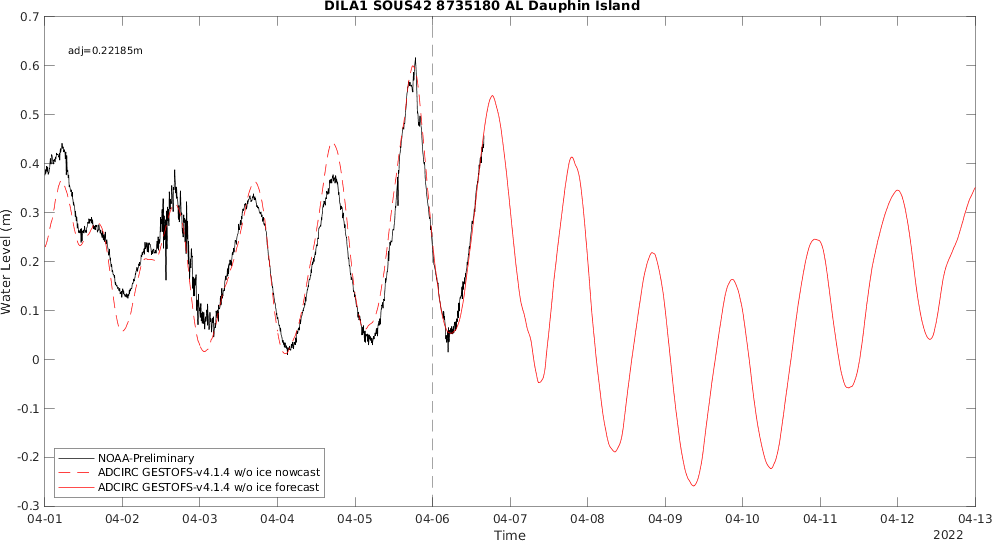 DILA1 SOUS42 8735180 AL Dauphin Island
adj=0.22185m
Water Level (m)
0.7
0.6
0.5
0.4
0.3
0.2
0.1
0
-0.1
-0.2
-0.3
NOAA-Preliminary
ADCIRC GESTOFS-v4.1.4 w/o ice nowcast
ADCIRC GESTOFS-v4.1.4 w/o ice forecast
04-01 04-02 04-03 04-04 04-05 04-06 04-07 04-08 04-09 04-10 04-11 04-12 04-13
Time
2022